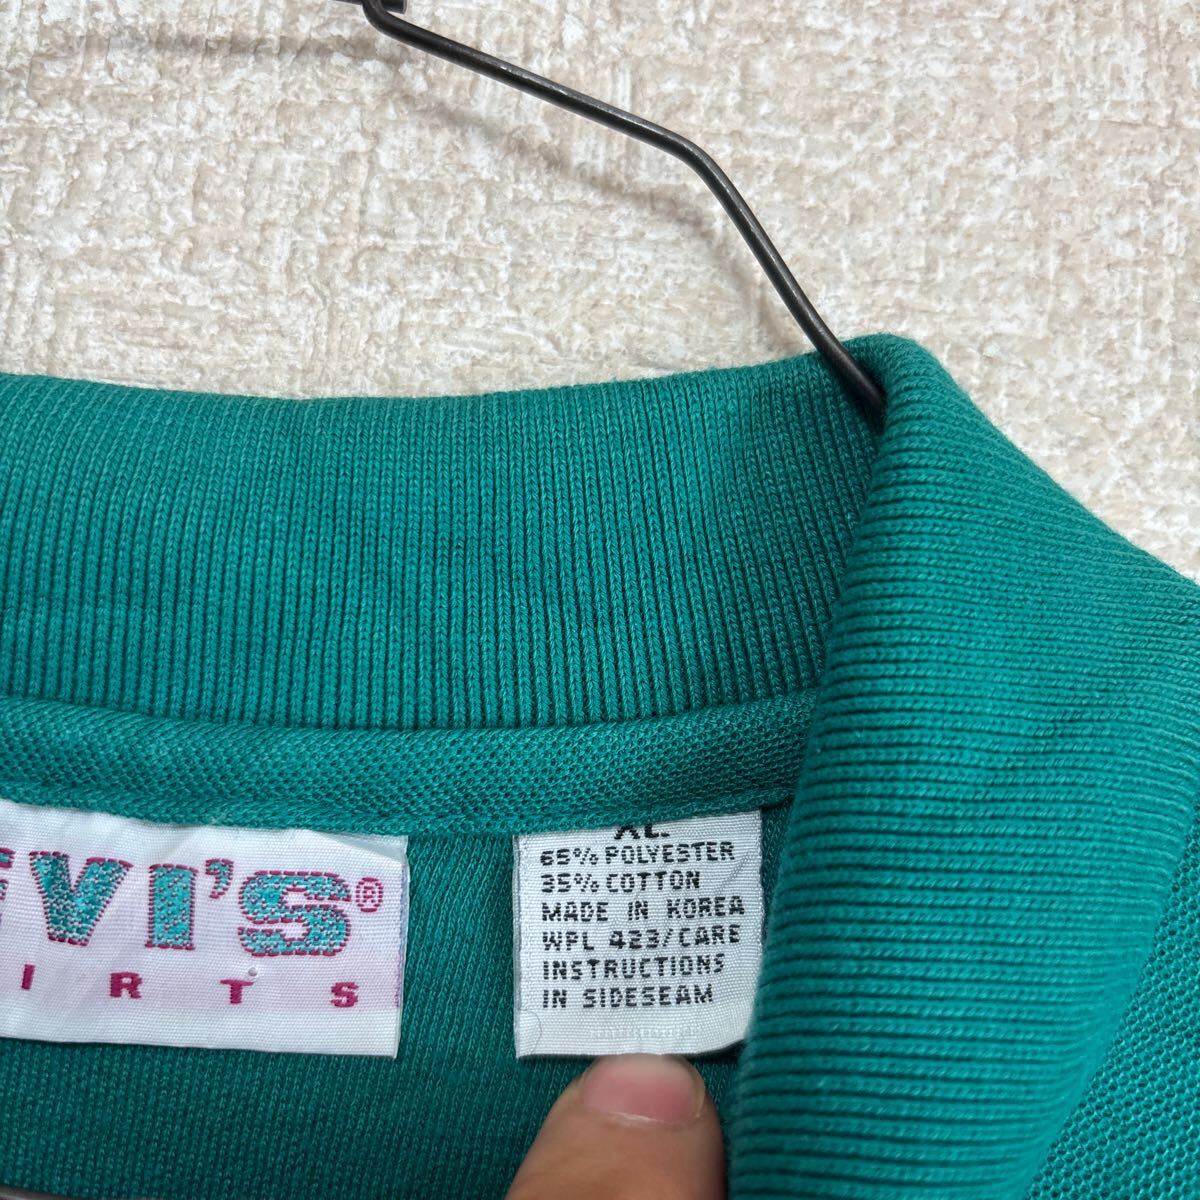 EVI'S®
IRTS
XL
65% POLYESTER
35% COTTON
MADE IN KOREA
WPL 423/CARE
INSTRUCTIONS
IN SIDESEAM